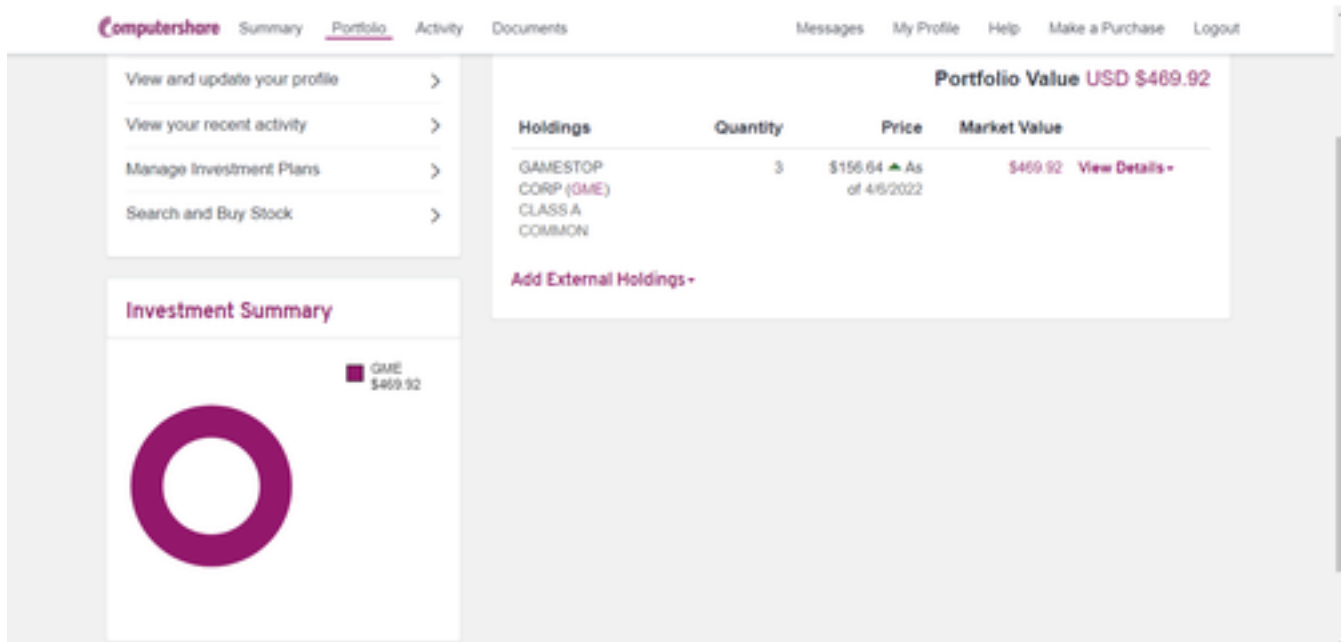 Computershare Summary Portfolio Activity Documents Messages My Profile Help Make a Purchase Logout
View and update your profile
View your recent activity
Manage Investment Plans
Search and Buy Stock
Portfolio Value USD $469.92
Holdings Quantity Price Market Value
GAMESTOP 3 $156.64 As $469.92 View Details
CORP (GME) of 4/6/2022
CLASS A
COMMON
Add External Holdings
Investment Summary
GME
$469.92